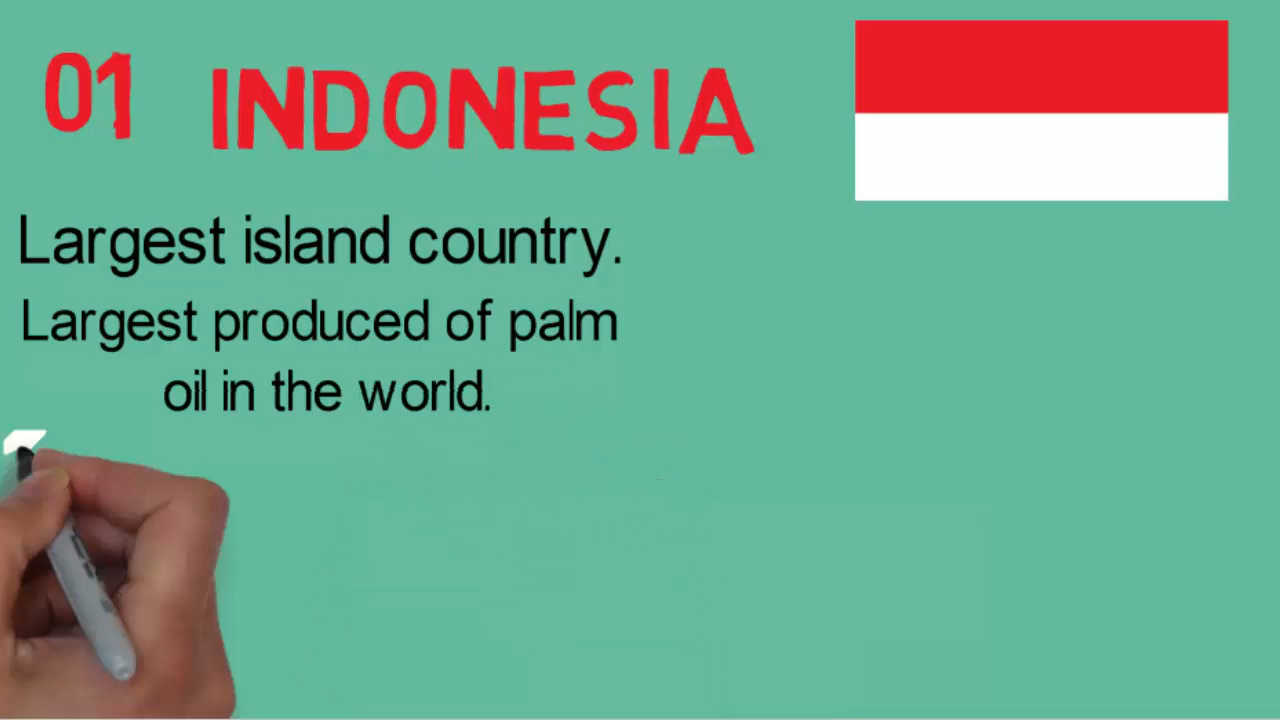 01 INDONESIA
Largest island country.
Largest produced of palm
oil in the world.